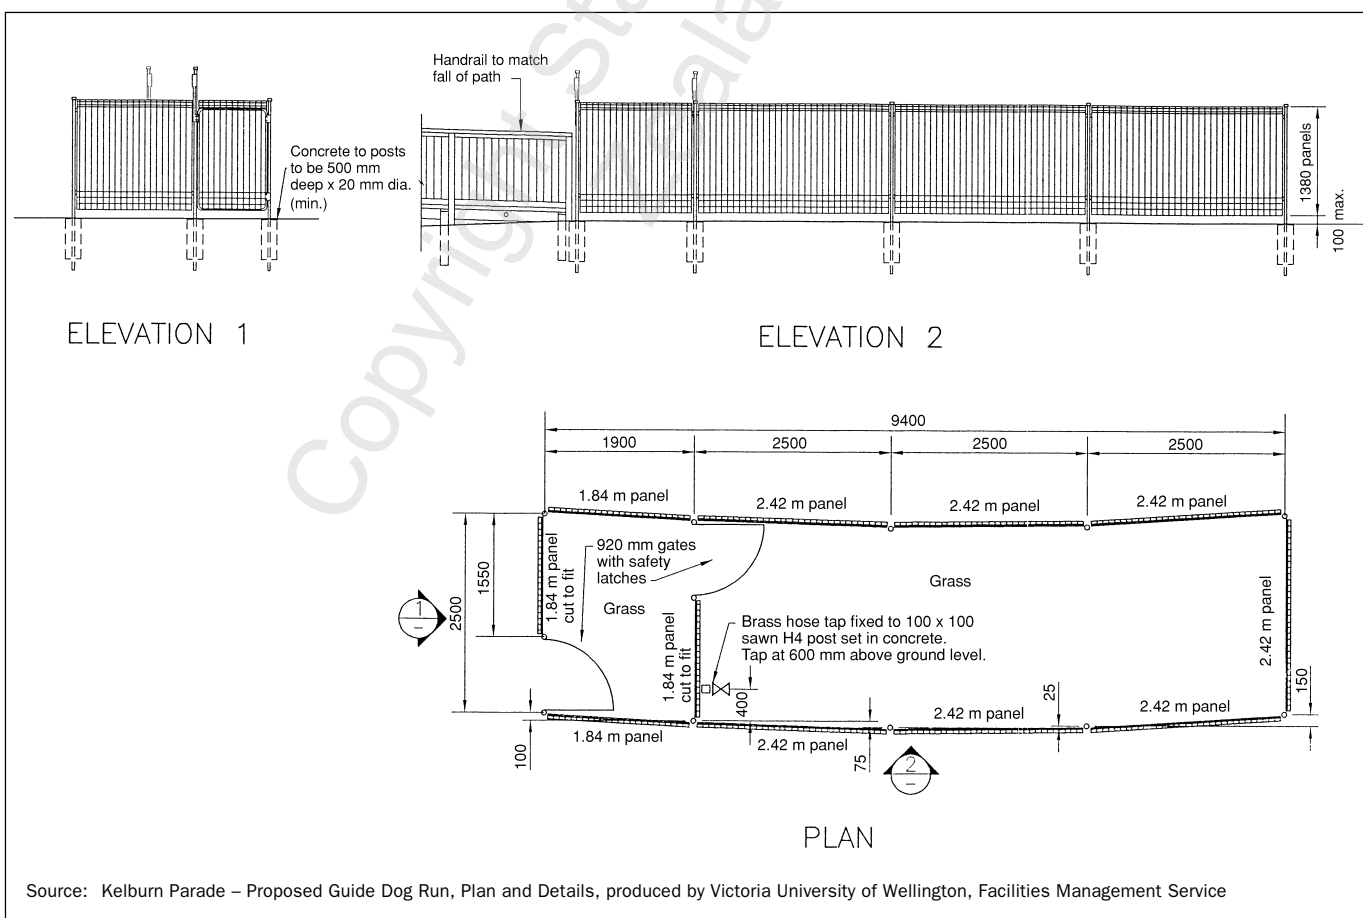 Handrail to match
fall of path
Concrete to posts
to be 500 mm
deep x 20 mm dia.
(min.)
1380 panels
100 max.
ELEVATION 1
ELEVATION 2
9400
1900
2500
2500
2500
1.84 m panel
2.42 m panel
2.42 m panel
2.42 m panel
2500
1550
1.84 m panel
cut to fit
920 mm gates
with safety
latches
Grass
Grass
1
–
1.84 m panel
cut to fit
Brass hose tap fixed to 100 x 100
sawn H4 post set in concrete.
Tap at 600 mm above ground level.
2.42 m panel
400
25
150
2.42 m panel
2.42 m panel
1.84 m panel
2.42 m panel
100
75
2
–
PLAN
Source: Kelburn Parade – Proposed Guide Dog Run, Plan and Details, produced by Victoria University of Wellington, Facilities Management Service
Copyright